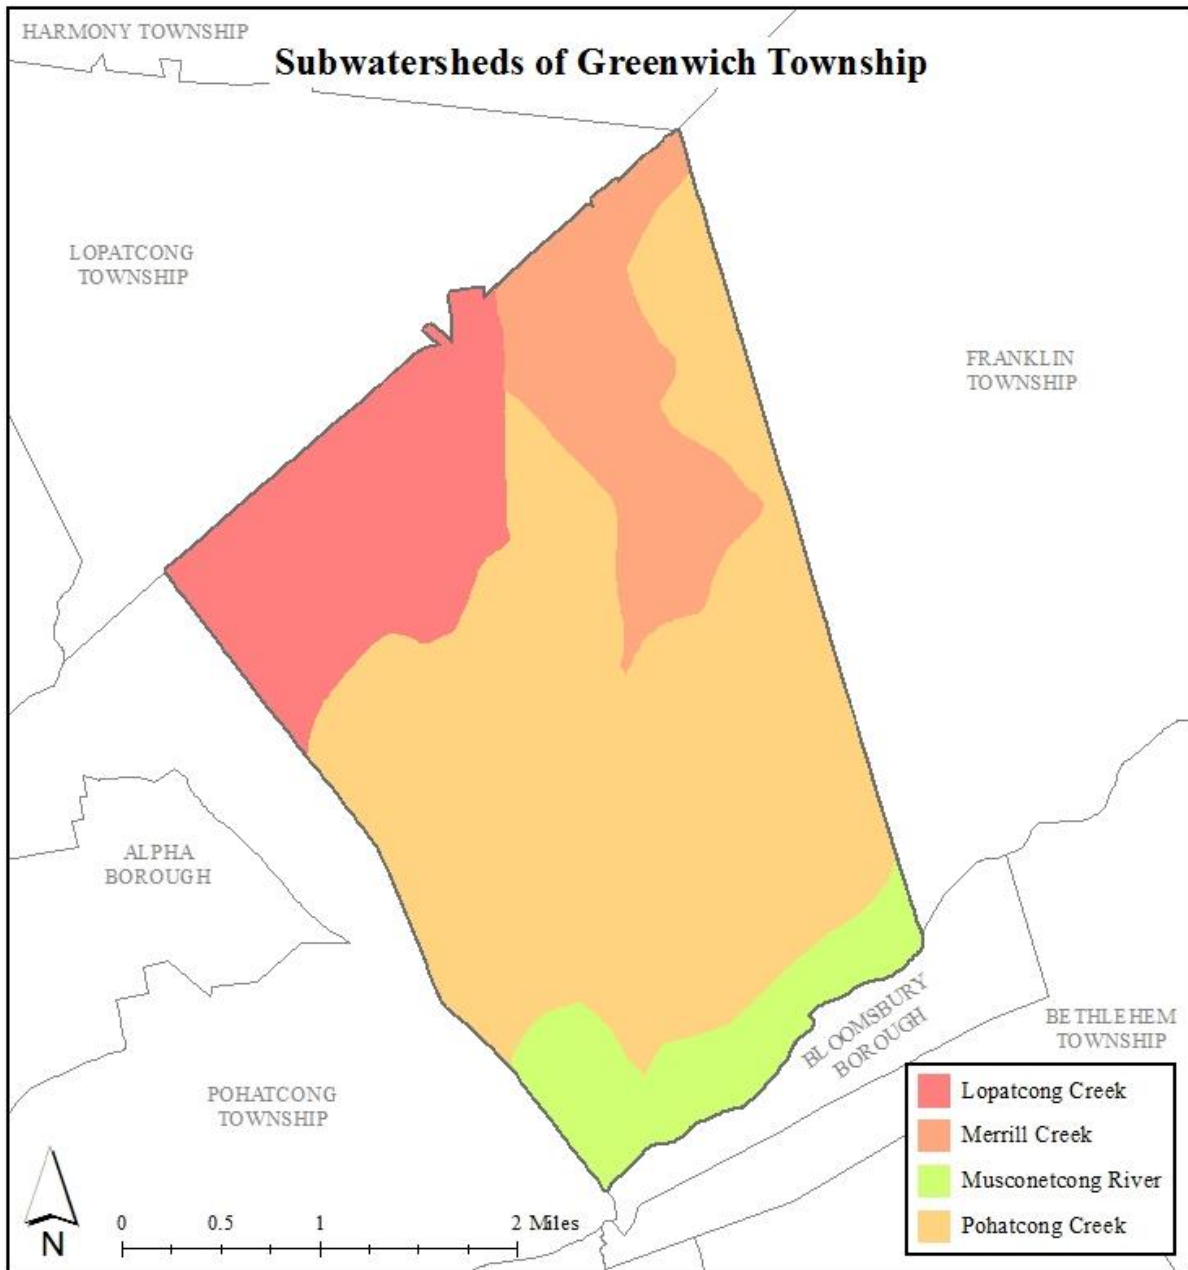 HARMONY TOWNSHIP
Subwatersheds of Greenwich Township
LOPATCONG
TOWNSHIP
FRANKLIN
TOWNSHIP
ALPHA
BOROUGH
BLOOMSBURY
BOROUGH
BETHLEHEM
TOWNSHIP
POHATCONG
TOWNSHIP
Lopatcong Creek
Merrill Creek
Musconetcong River
Pohatcong Creek
N
0 0.5 1 2 Miles